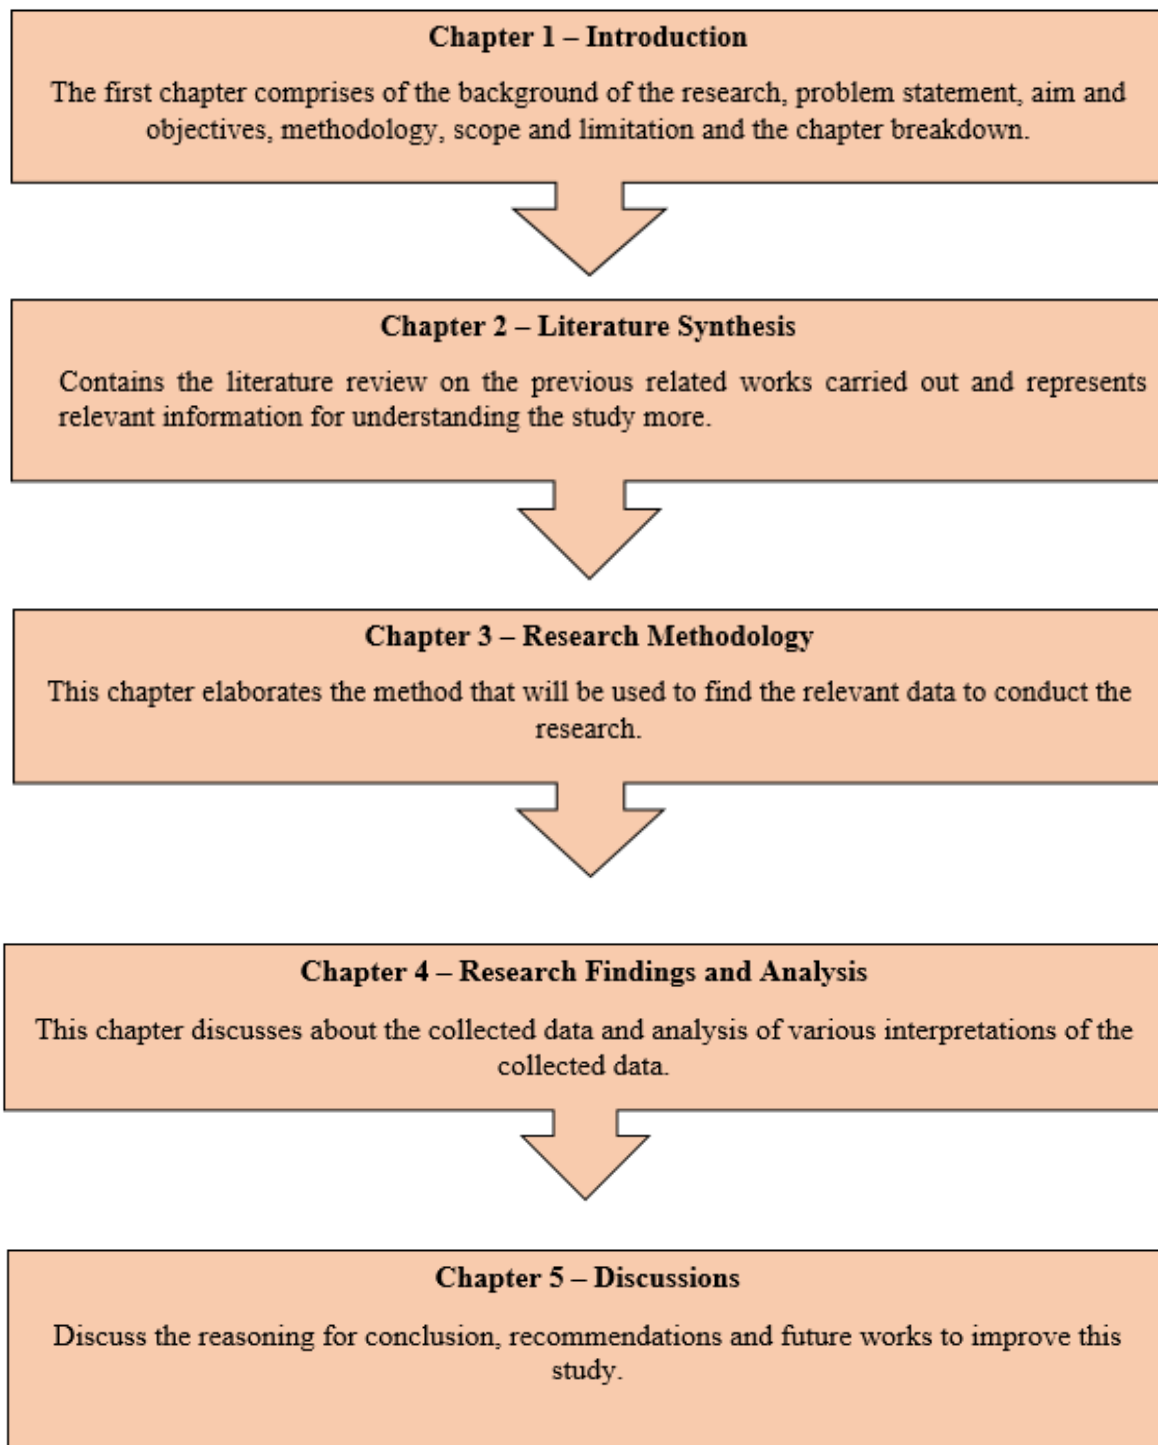 Chapter 1 – Introduction
The first chapter comprises of the background of the research, problem statement, aim and
objectives, methodology, scope and limitation and the chapter breakdown.
Chapter 2 – Literature Synthesis
Contains the literature review on the previous related works carried out and represents
relevant information for understanding the study more.
Chapter 3 – Research Methodology
This chapter elaborates the method that will be used to find the relevant data to conduct the
research.
Chapter 4 – Research Findings and Analysis
This chapter discusses about the collected data and analysis of various interpretations of the
collected data.
Chapter 5 – Discussions
Discuss the reasoning for conclusion, recommendations and future works to improve this
study.